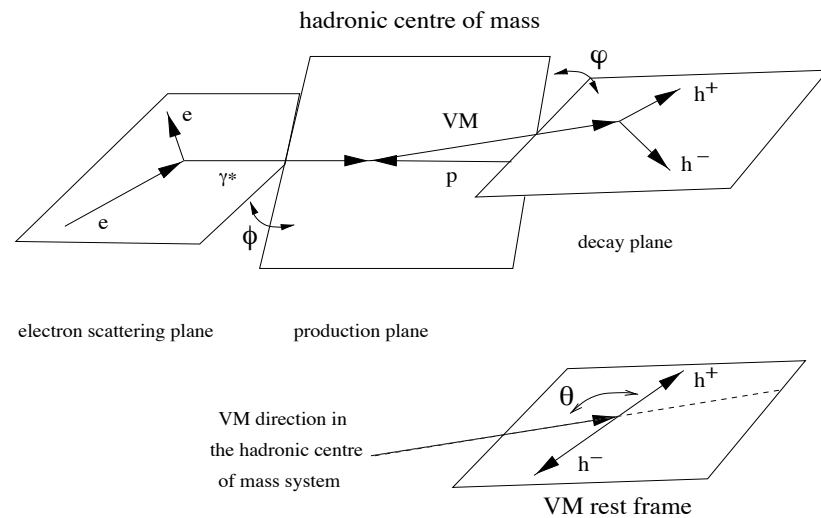 hadronic centre of mass
φ
h+
VM
e
h−
γ*
p
e
ϕ
decay plane
electron scattering plane
production plane
h+
θ
VM direction in
the hadronic centre
h−
of mass system
VM rest frame